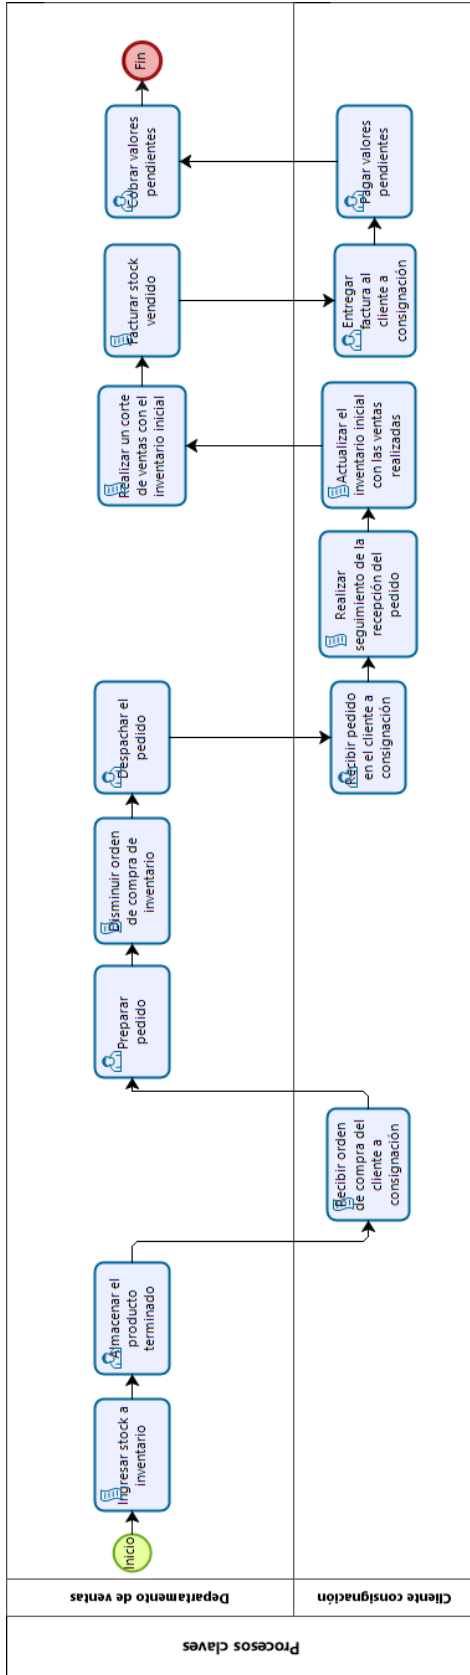 Procesos claves
Departamento de ventas
Cliente consignación
Inicio
Ingresar stock a
inventario
Almacenar el
producto
terminado
Recibir orden
de compra del
cliente a
consignación
Preparar
pedido
Disminuir orden
de compra de
inventario
Despachar el
pedido
Recibir pedido
en el cliente a
consignación
Realizar
seguimiento de la
recepción del
pedido
Actualizar el
inventario inicial
con las ventas
realizadas
Realizar un corte
de ventas con el
inventario inicial
Facturar stock
vendido
Entregar
factura al
cliente a
consignación
Pagar valores
pendientes
Cobrar valores
pendientes
Fin